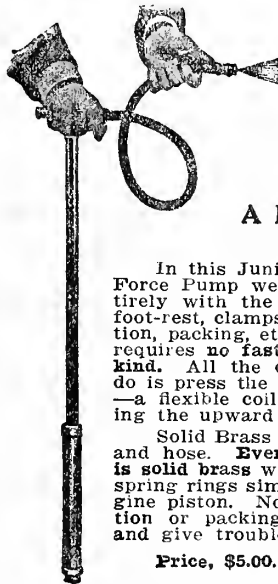 A
In this Juni
Force Pump we
tirely with the
foot-rest, clamps
tion, packing, et
requires no fast
kind. All the
do is press the
—a flexible coil
ing the upward
Solid Brass
and hose. Ever
is solid brass w
spring rings sim
gine piston. No
tion or packing
and give troubl
Price, $5.00.